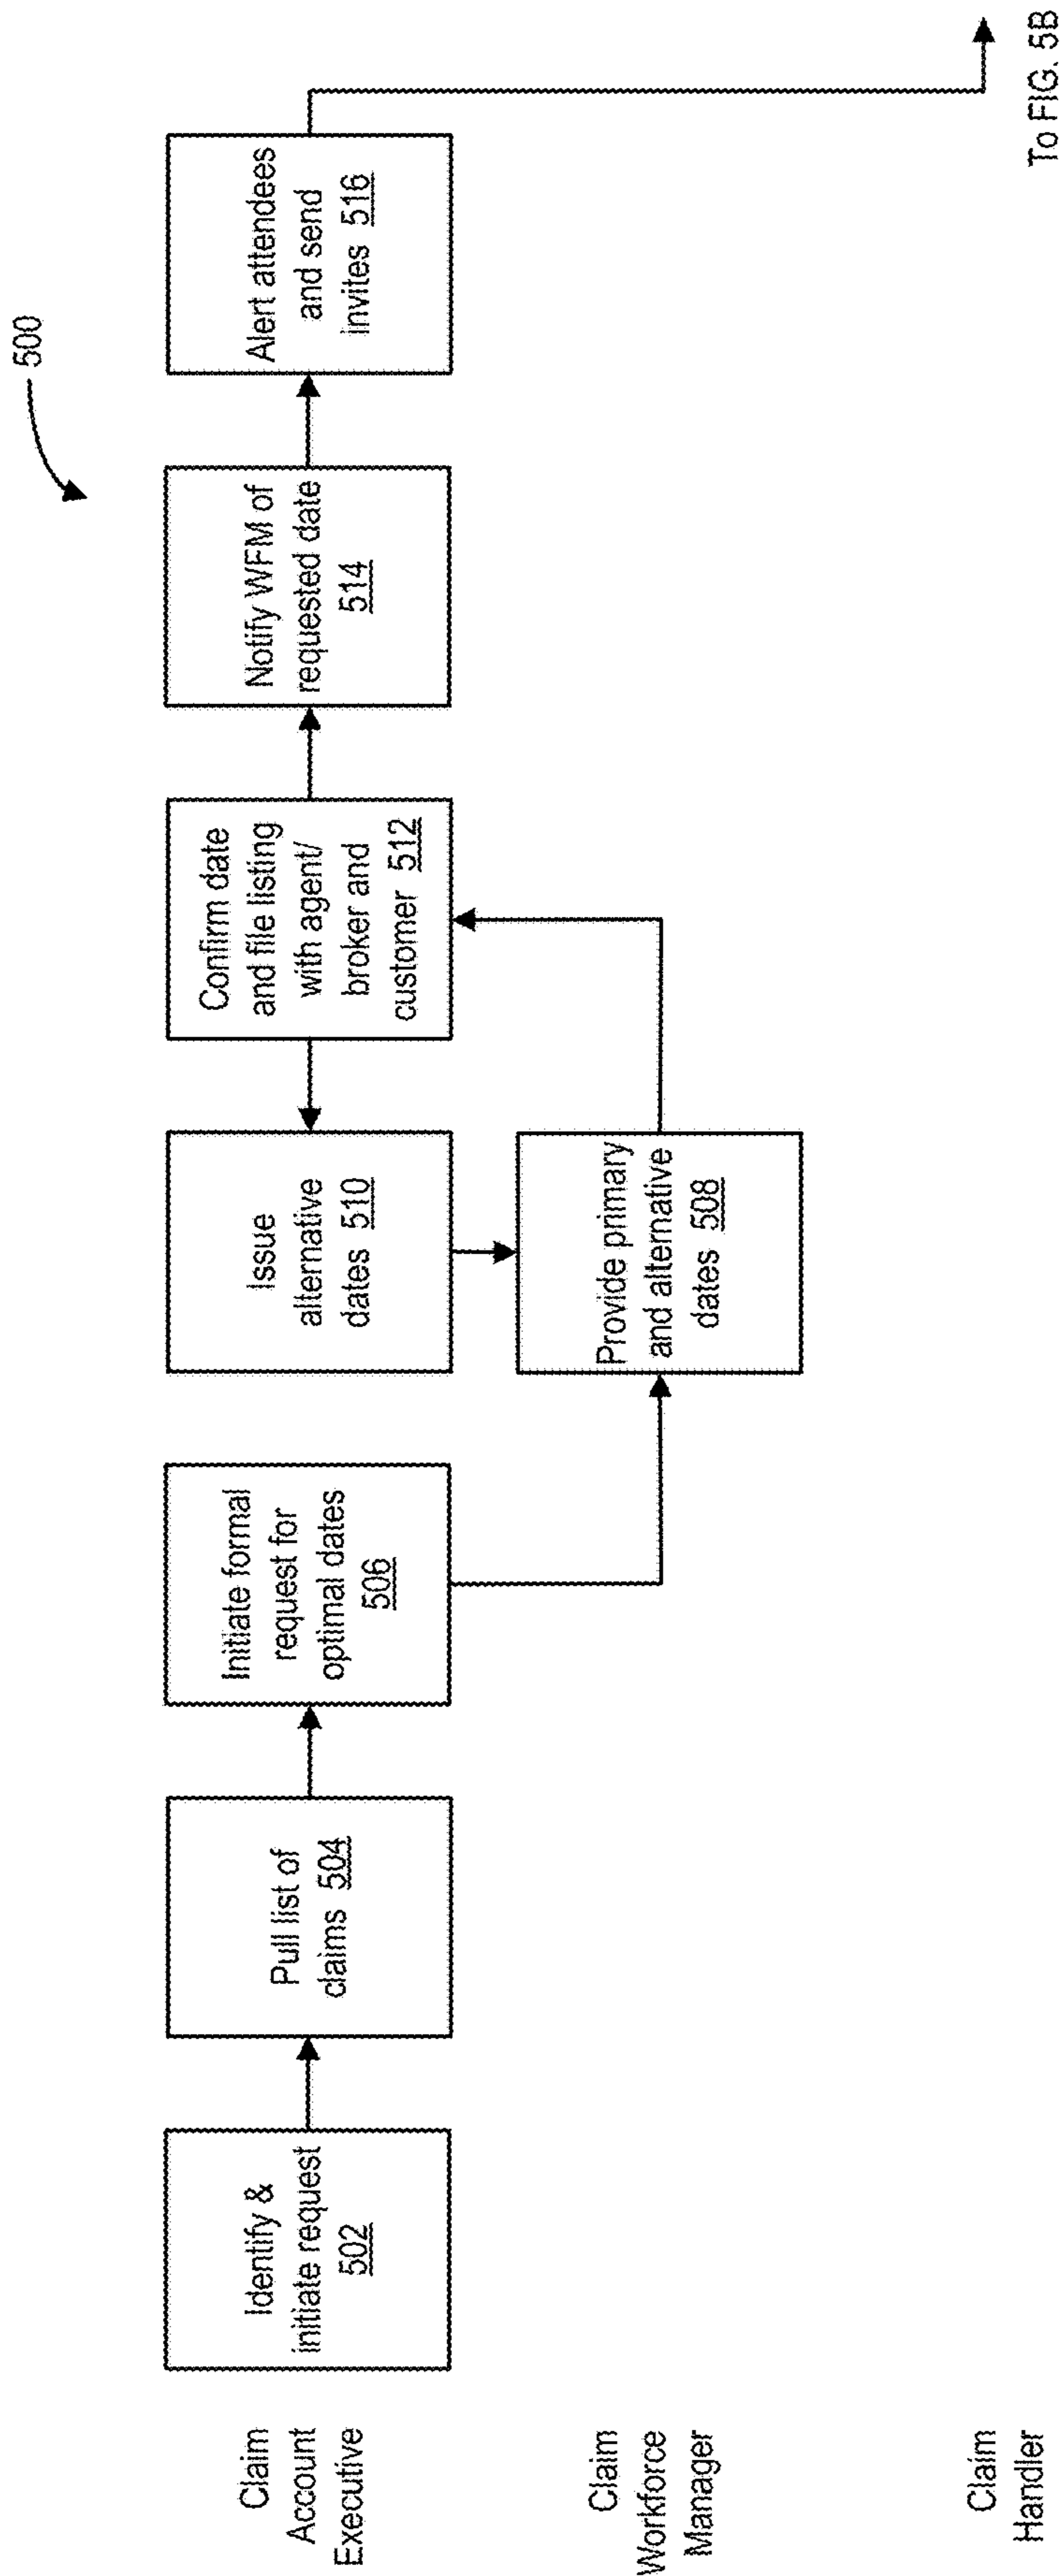 500
Claim
Account
Executive
Identify &
initiate request
502
Pull list of
claims 504
Initiate formal
request for
optimal dates
506
Issue
alternative
dates 510
Confirm date
and file listing
with agent/
broker and
customer 512
Notify WFM of
requested date
514
Alert attendees
and send
invites 516
Claim
Workforce
Manager
Provide primary
and alternative
dates 508
Claim
Handler
To FIG. 5B